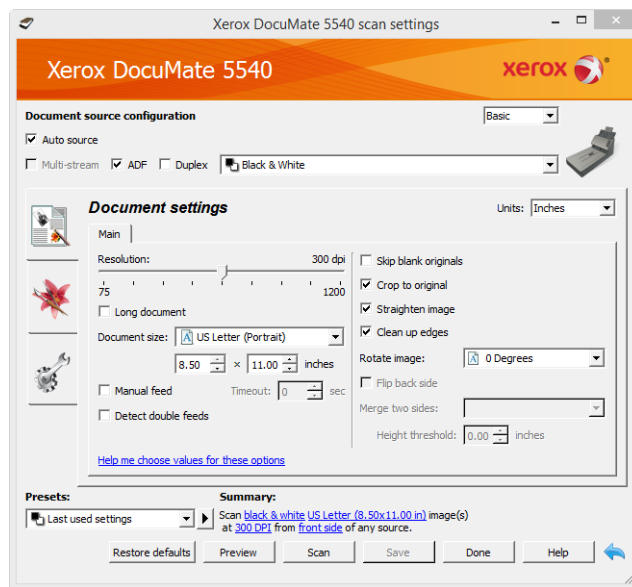 Xerox DocuMate 5540 scan settings
Xerox DocuMate 5540
xerox
Document source configuration
Basic
Auto source
Multi-stream ADF Duplex Black & White
Document settings
Units: Inches
Main
Resolution: 300 dpi
75 1200
Long document
Document size: US Letter (Portrait)
8.50 × 11.00 inches
Manual feed Timeout: 0 sec
Detect double feeds
Help me choose values for these options
Skip blank originals
Crop to original
Straighten image
Clean up edges
Rotate image: 0 Degrees
Flip back side
Merge two sides:
Height threshold: 0.00 inches
Presets:
Last used settings
Summary:
Scan black & white US Letter (8.50x11.00 in) image(s)
at 300 DPI from front side of any source.
Restore defaults Preview Scan Save Done Help